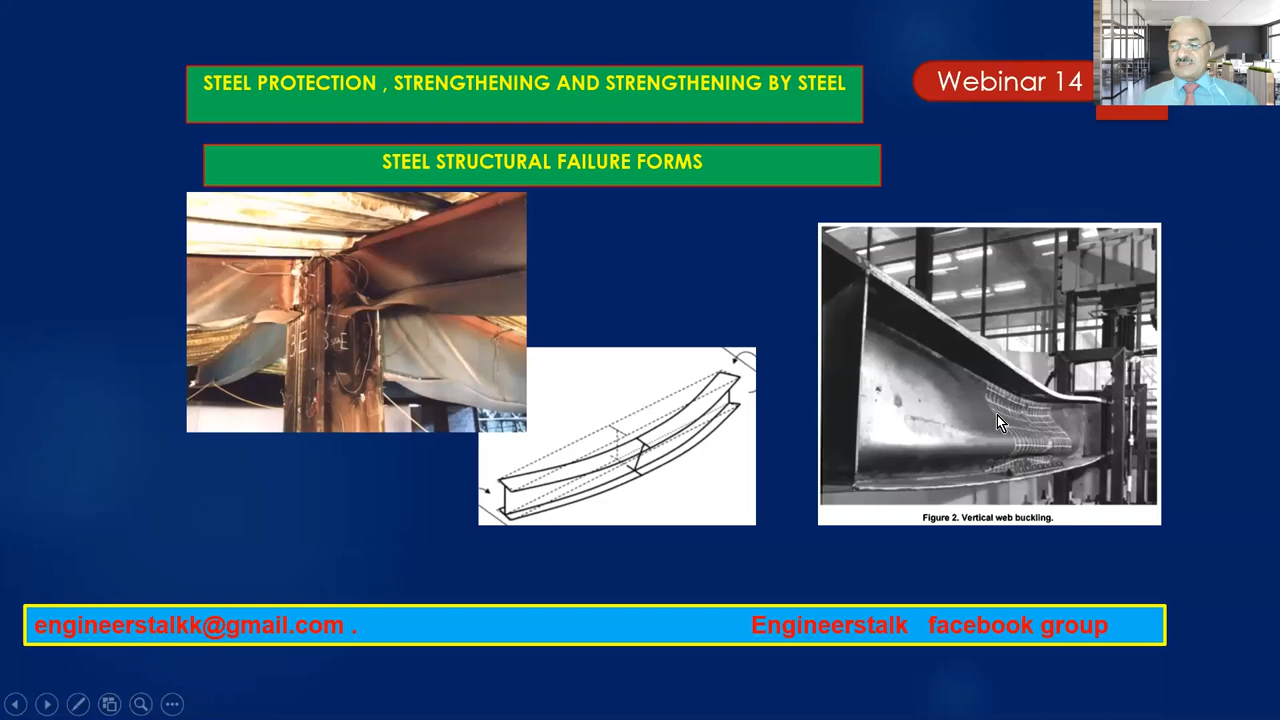 STEEL PROTECTION , STRENGTHENING AND STRENGTHENING BY STEEL
Webinar 14
STEEL STRUCTURAL FAILURE FORMS
Figure 2. Vertical web buckling.
engineerstalkk@gmail.com .
Engineerstalk facebook group